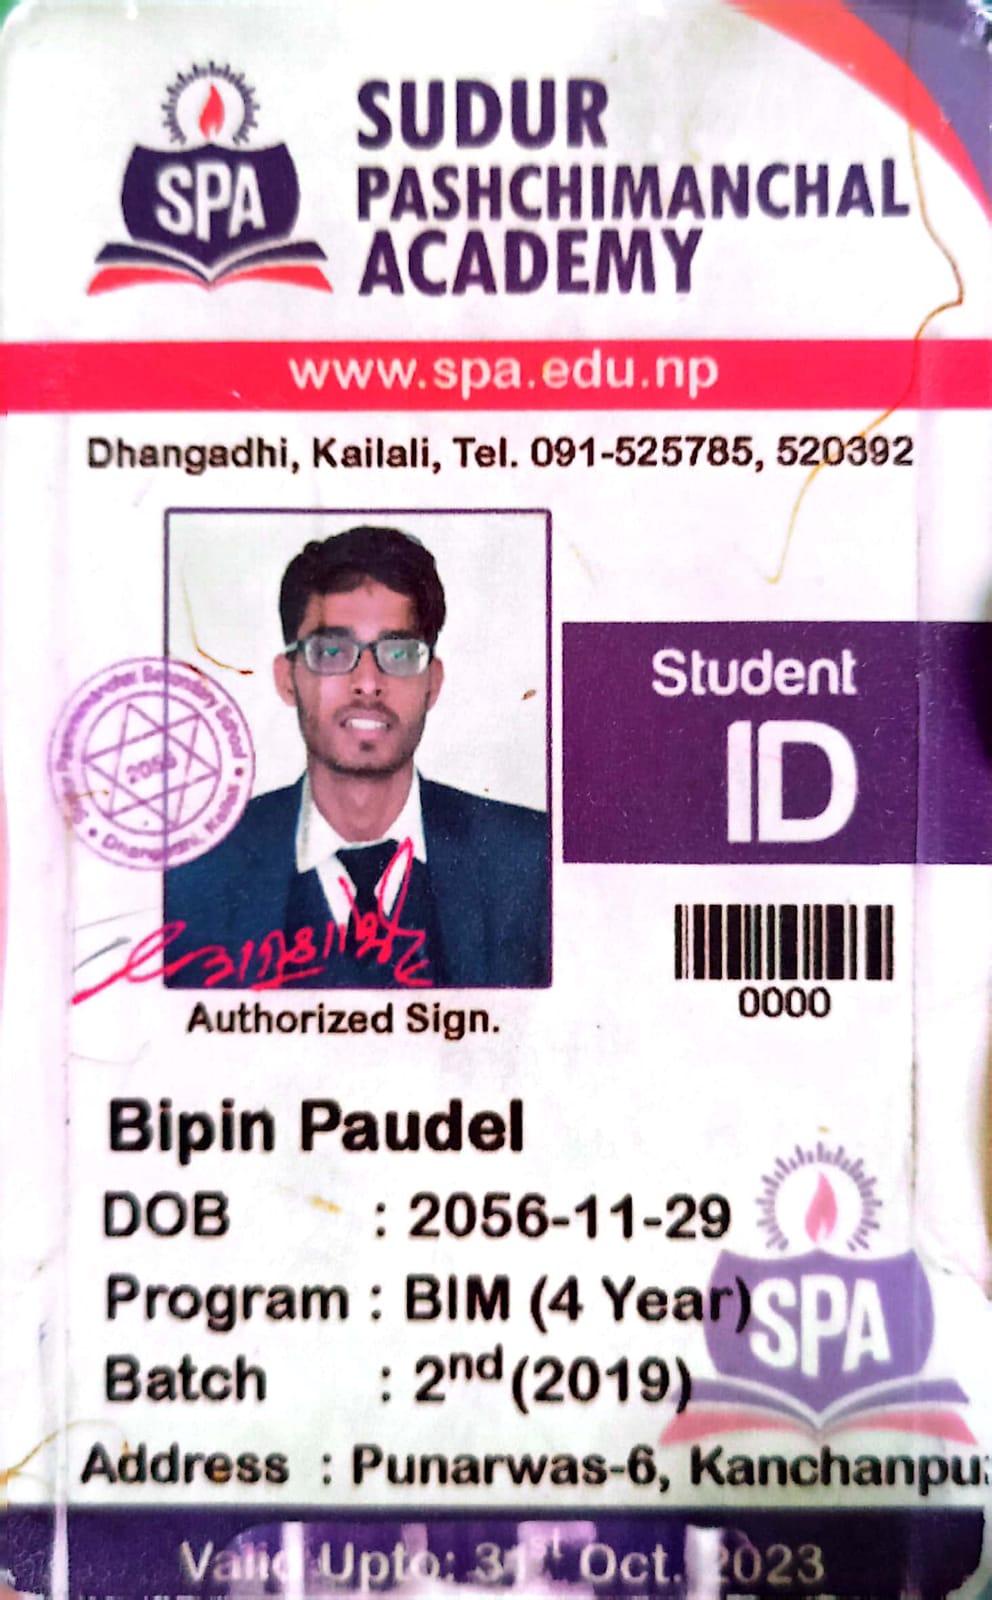 SPA
SUDUR
PASHCHIMANCHAL
ACADEMY
www.spa.edu.np
Dhangadhi, Kailali, Tel. 091-525785, 520392
Student
ID
Secondary School
Dhangadhi, Kailali
0000
Authorized Sign.
Bipin Paudel
DOB : 2056-11-29
Program : BIM (4 Year)
Batch : 2nd (2019)
SPA
Address : Punarwas-6, Kanchanpu
Valid Upto: 31st Oct. 2023